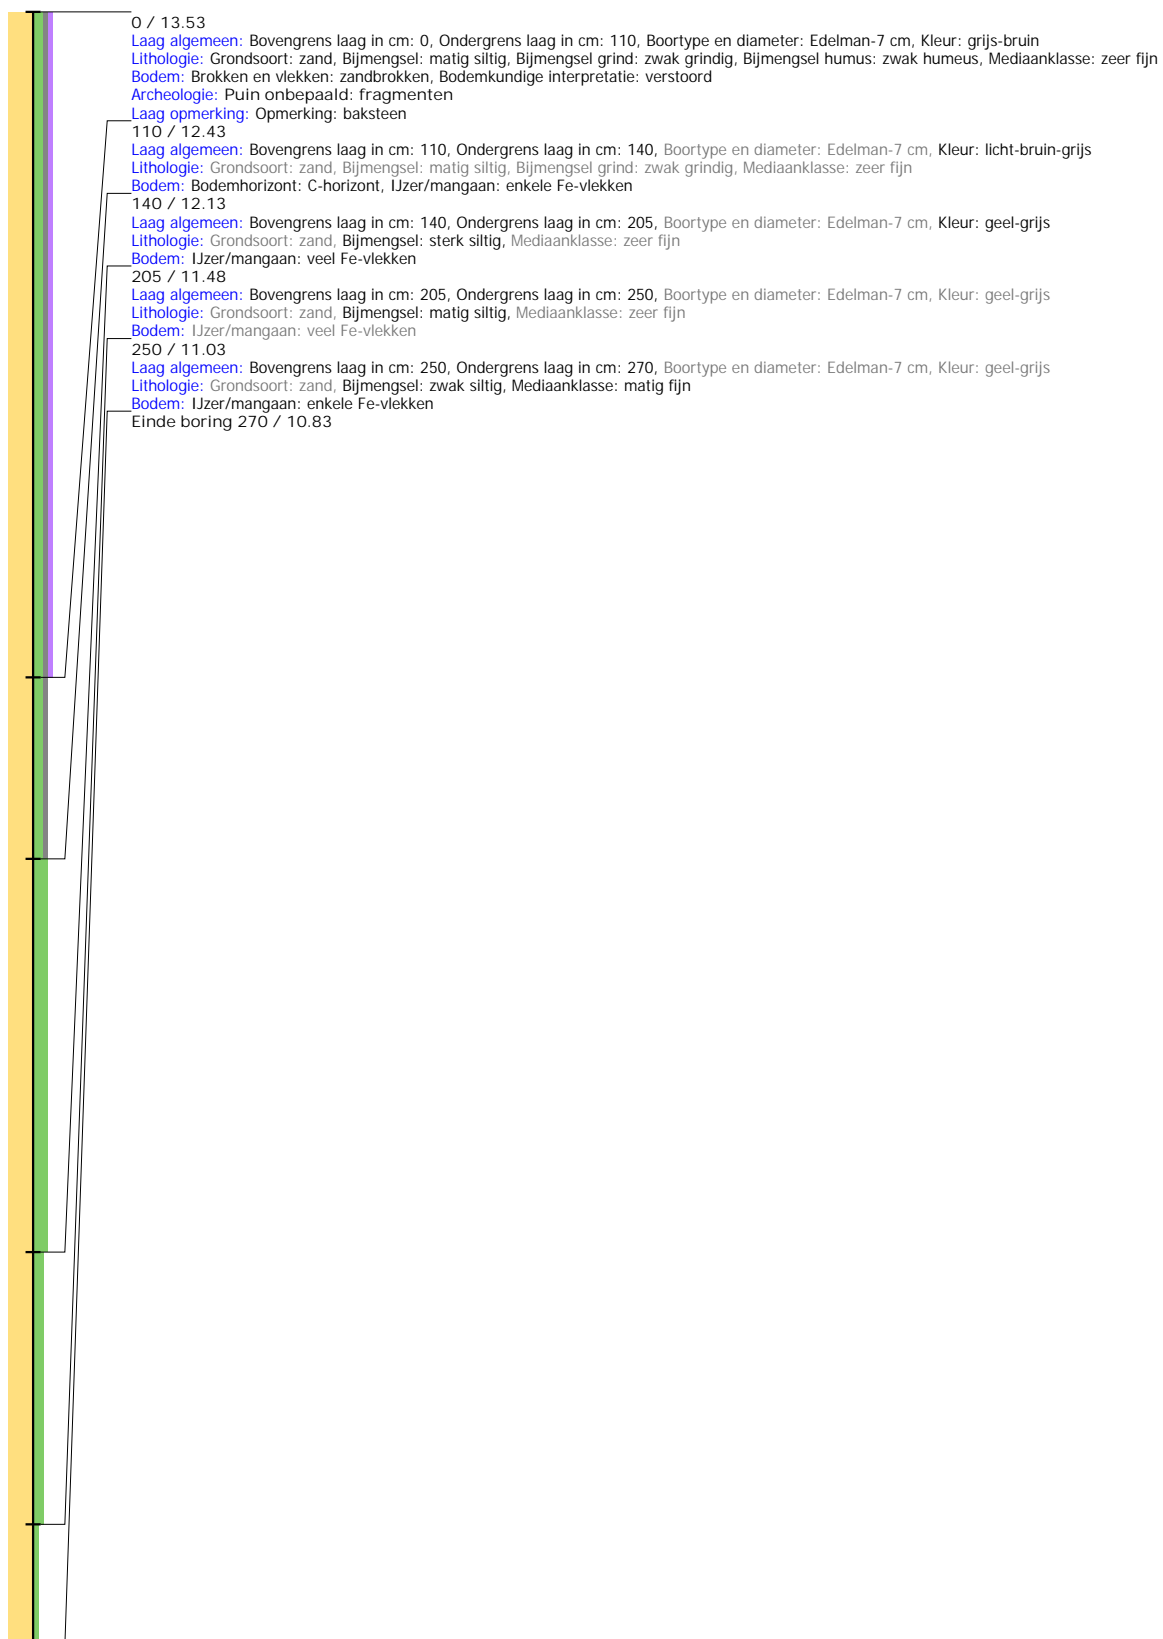 0 / 13.53
Laag algemeen: Bovengrens laag in cm: 0, Ondergrens laag in cm: 110, Boortype en diameter: Edelman-7 cm, Kleur: grijs-bruin
Lithologie: Grondsoort: zand, Bijmengsel: matig siltig, Bijmengsel grind: zwak grindig, Bijmengsel humus: zwak humeus, Mediaanklasse: zeer fijn
Bodem: Brokken en vlekken: zandbrokken, Bodemkundige interpretatie: verstoord
Archeologie: Puin onbepaald: fragmenten
Laag opmerking: Opmerking: baksteen
110 / 12.43
Laag algemeen: Bovengrens laag in cm: 110, Ondergrens laag in cm: 140, Boortype en diameter: Edelman-7 cm, Kleur: licht-bruin-grijs
Lithologie: Grondsoort: zand, Bijmengsel: matig siltig, Bijmengsel grind: zwak grindig, Mediaanklasse: zeer fijn
Bodem: Bodemhorizont: C-horizont, IJzer/mangaan: enkele Fe-vlekken
140 / 12.13
Laag algemeen: Bovengrens laag in cm: 140, Ondergrens laag in cm: 205, Boortype en diameter: Edelman-7 cm, Kleur: geel-grijs
Lithologie: Grondsoort: zand, Bijmengsel: sterk siltig, Mediaanklasse: zeer fijn
Bodem: IJzer/mangaan: veel Fe-vlekken
205 / 11.48
Laag algemeen: Bovengrens laag in cm: 205, Ondergrens laag in cm: 250, Boortype en diameter: Edelman-7 cm, Kleur: geel-grijs
Lithologie: Grondsoort: zand, Bijmengsel: matig siltig, Mediaanklasse: zeer fijn
Bodem: IJzer/mangaan: veel Fe-vlekken
250 / 11.03
Laag algemeen: Bovengrens laag in cm: 250, Ondergrens laag in cm: 270, Boortype en diameter: Edelman-7 cm, Kleur: geel-grijs
Lithologie: Grondsoort: zand, Bijmengsel: zwak siltig, Mediaanklasse: matig fijn
Bodem: IJzer/mangaan: enkele Fe-vlekken
Einde boring 270 / 10.83